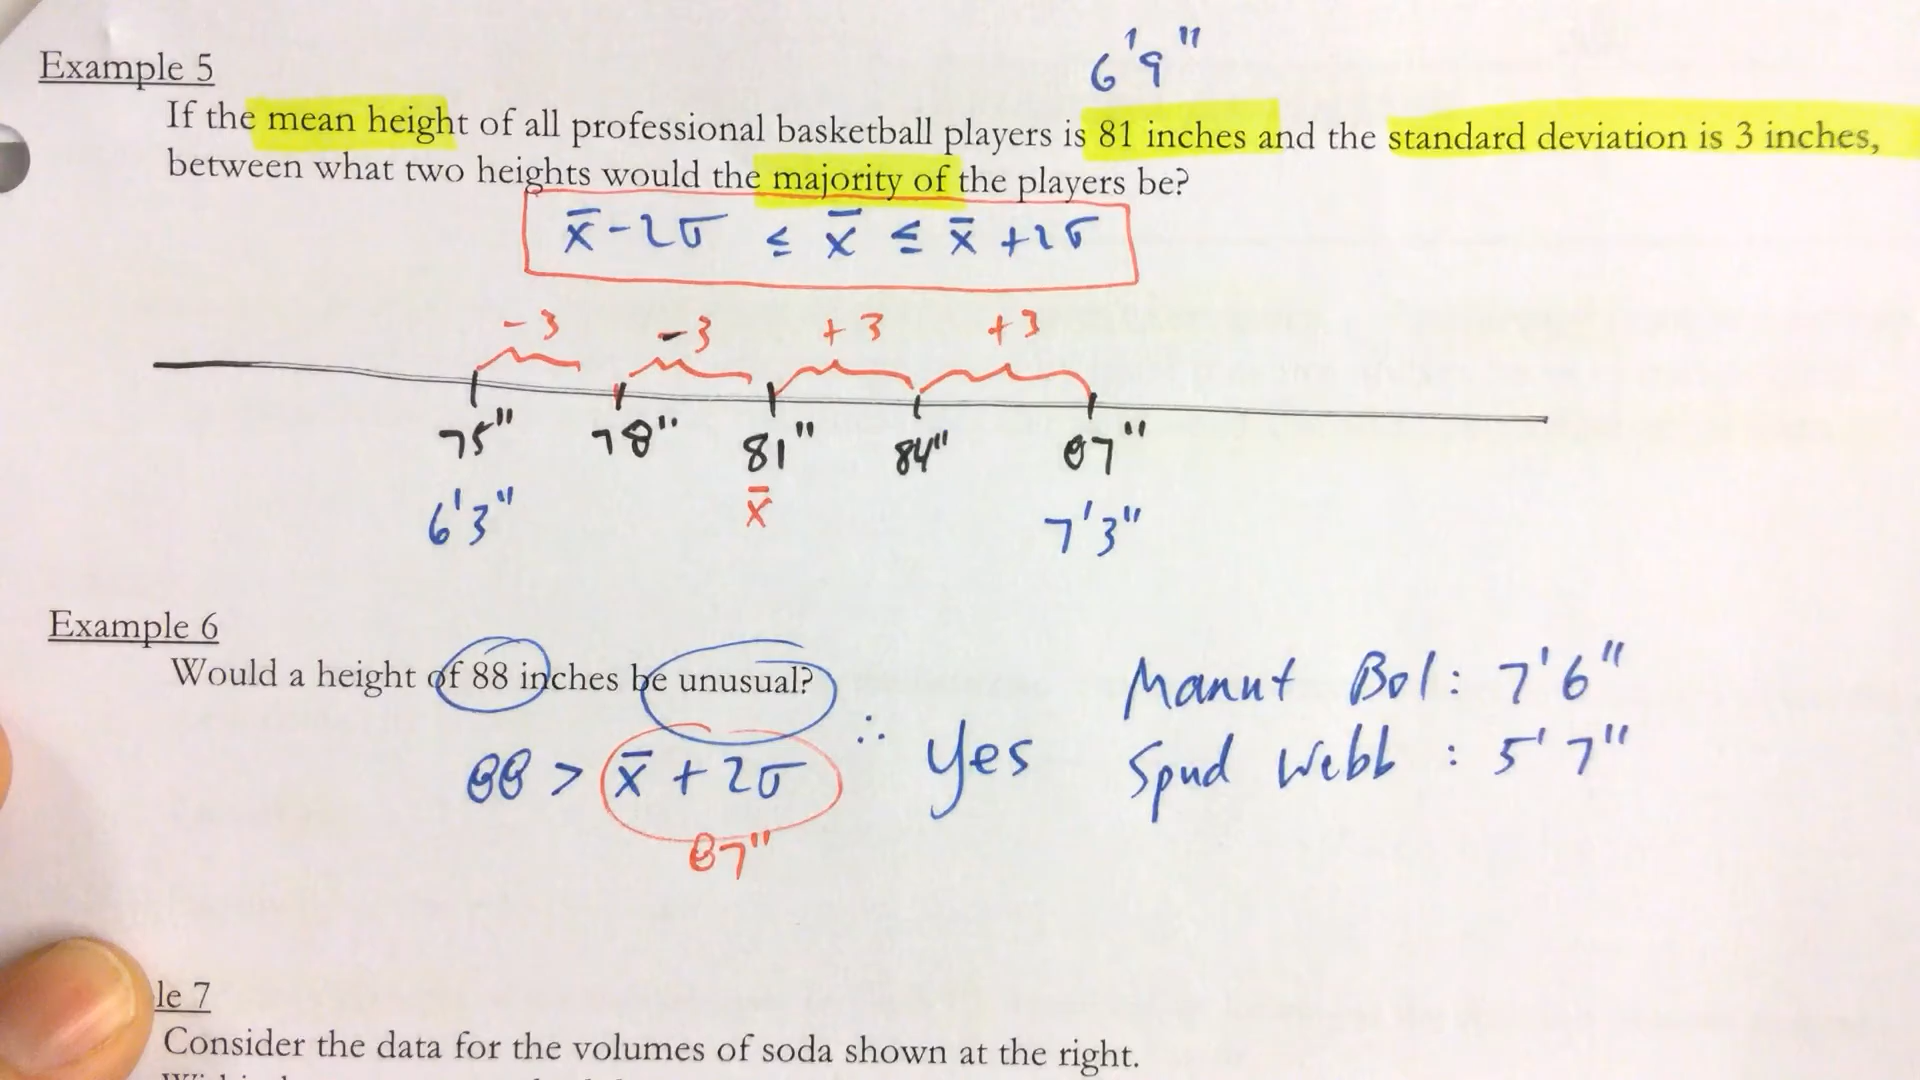 6'9"
Example 5
If the mean height of all professional basketball players is 81 inches and the standard deviation is 3 inches,
between what two heights would the majority of the players be?
x̄ - 2σ ≤ x̄ ≤ x̄ + 2σ
-3 -3 +3 +3
75" 78" 81" 84" 87"
x̄
6'3" 7'3"
Example 6
Would a height of 88 inches be unusual?
88 > x̄ + 2σ ∴ Yes
87"
Manut Bol: 7'6"
Spud Webb: 5'7"
le 7
Consider the data for the volumes of soda shown at the right.